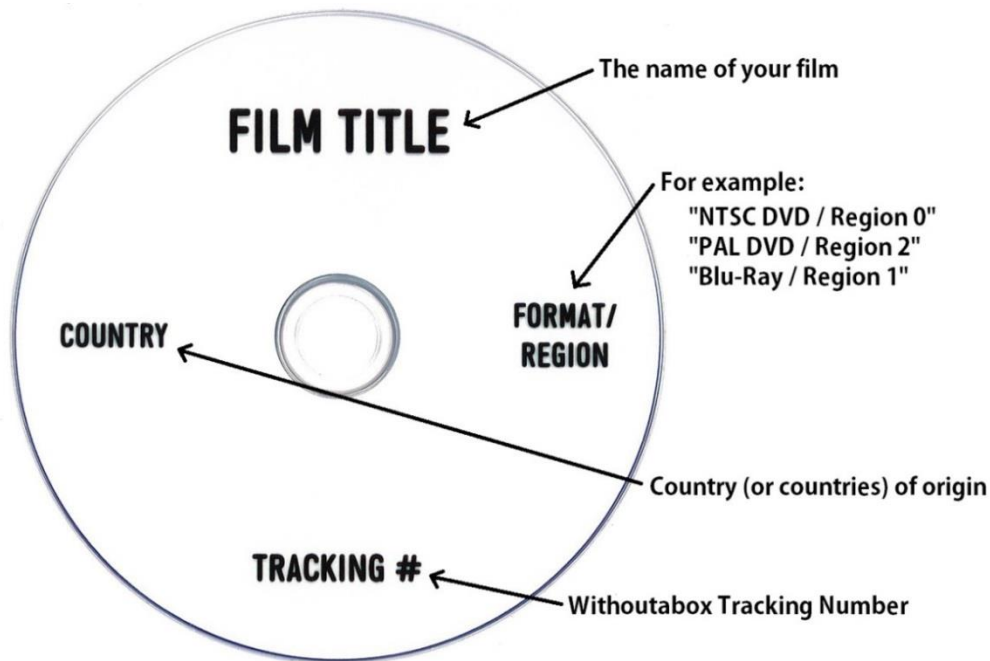 The name of your film
FILM TITLE
For example:
"NTSC DVD / Region 0"
"PAL DVD / Region 2"
"Blu-Ray / Region 1"
FORMAT/
REGION
COUNTRY
Country (or countries) of origin
TRACKING #
Withoutabox Tracking Number